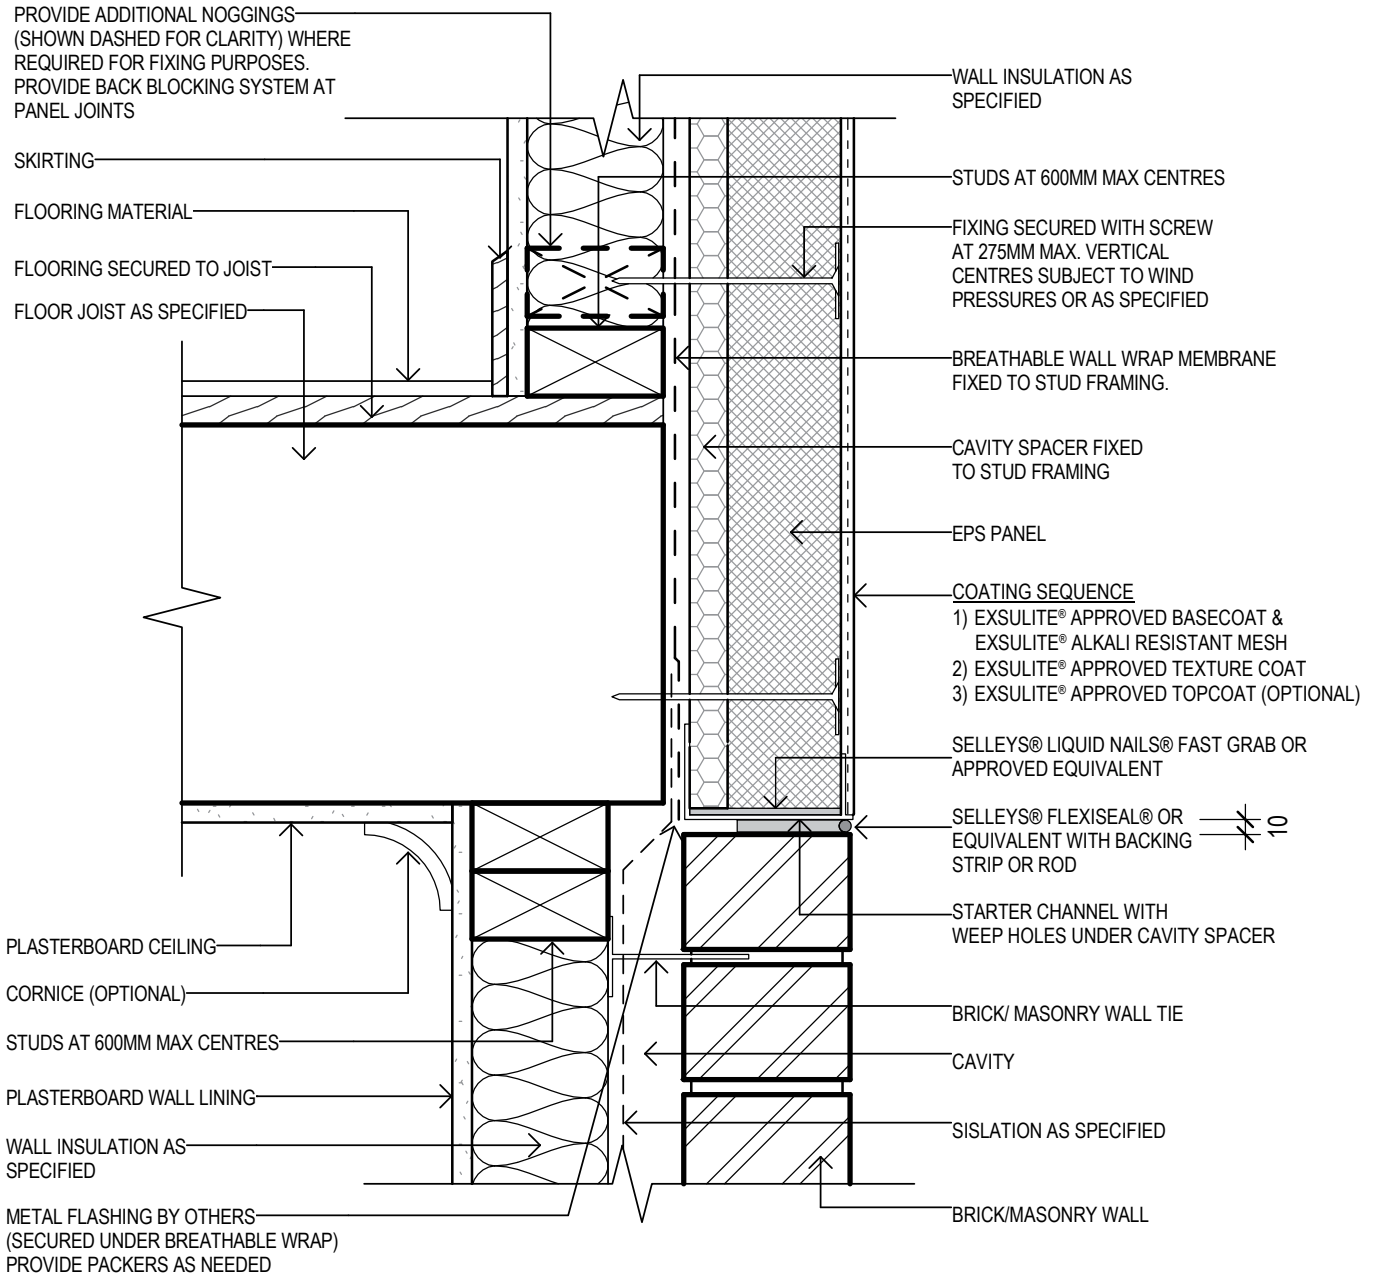 PROVIDE ADDITIONAL NOGGINGS
(SHOWN DASHED FOR CLARITY) WHERE
REQUIRED FOR FIXING PURPOSES.
PROVIDE BACK BLOCKING SYSTEM AT
PANEL JOINTS
SKIRTING
FLOORING MATERIAL
FLOORING SECURED TO JOIST
FLOOR JOIST AS SPECIFIED
PLASTERBOARD CEILING
CORNICE (OPTIONAL)
STUDS AT 600MM MAX CENTRES
PLASTERBOARD WALL LINING
WALL INSULATION AS
SPECIFIED
METAL FLASHING BY OTHERS
(SECURED UNDER BREATHABLE WRAP)
PROVIDE PACKERS AS NEEDED
WALL INSULATION AS
SPECIFIED
STUDS AT 600MM MAX CENTRES
FIXING SECURED WITH SCREW
AT 275MM MAX. VERTICAL
CENTRES SUBJECT TO WIND
PRESSURES OR AS SPECIFIED
BREATHABLE WALL WRAP MEMBRANE
FIXED TO STUD FRAMING.
CAVITY SPACER FIXED
TO STUD FRAMING
EPS PANEL
COATING SEQUENCE
1) EXSULITE® APPROVED BASECOAT &
EXSULITE® ALKALI RESISTANT MESH
2) EXSULITE® APPROVED TEXTURE COAT
3) EXSULITE® APPROVED TOPCOAT (OPTIONAL)
SELLEYS® LIQUID NAILS® FAST GRAB OR
APPROVED EQUIVALENT
SELLEYS® FLEXISEAL® OR
EQUIVALENT WITH BACKING
STRIP OR ROD
10
STARTER CHANNEL WITH
WEEP HOLES UNDER CAVITY SPACER
BRICK/ MASONRY WALL TIE
CAVITY
SISLATION AS SPECIFIED
BRICK/MASONRY WALL